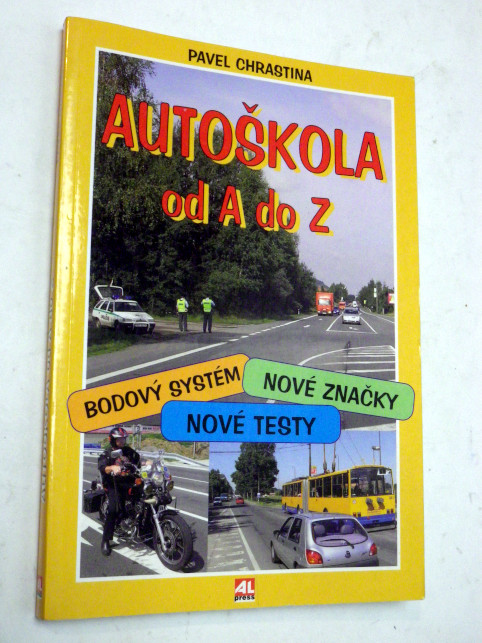 PAVEL CHRASTINA
AUTOŠKOLA
od A do Z
BODOVÝ SYSTÉM
NOVÉ ZNAČKY
NOVÉ TESTY
AL
press